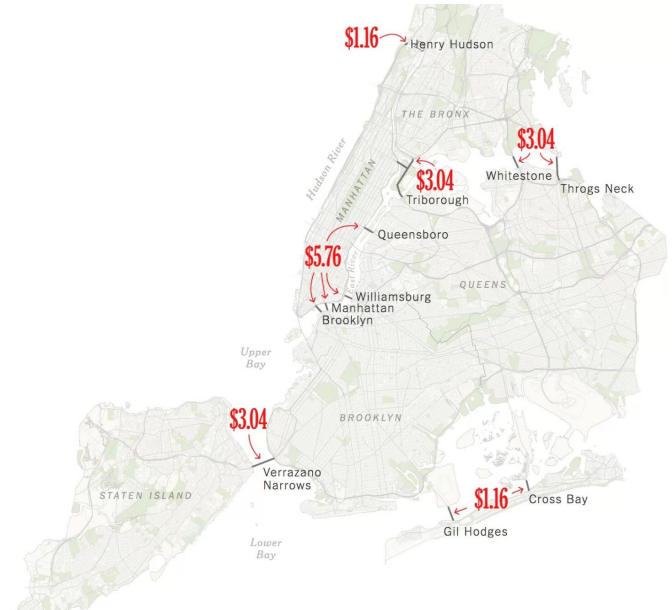 $1.16
Henry Hudson
THE BRONX
Hudson River
MANHATTAN
$3.04
Whitestone
Throgs Neck
$3.04
Triborough
Queensboro
$5.76
East River
QUEENS
Williamsburg
Manhattan
Brooklyn
Upper
Bay
BROOKLYN
$3.04
Verrazano
Narrows
STATEN ISLAND
$1.16
Cross Bay
Gil Hodges
Lower
Bay